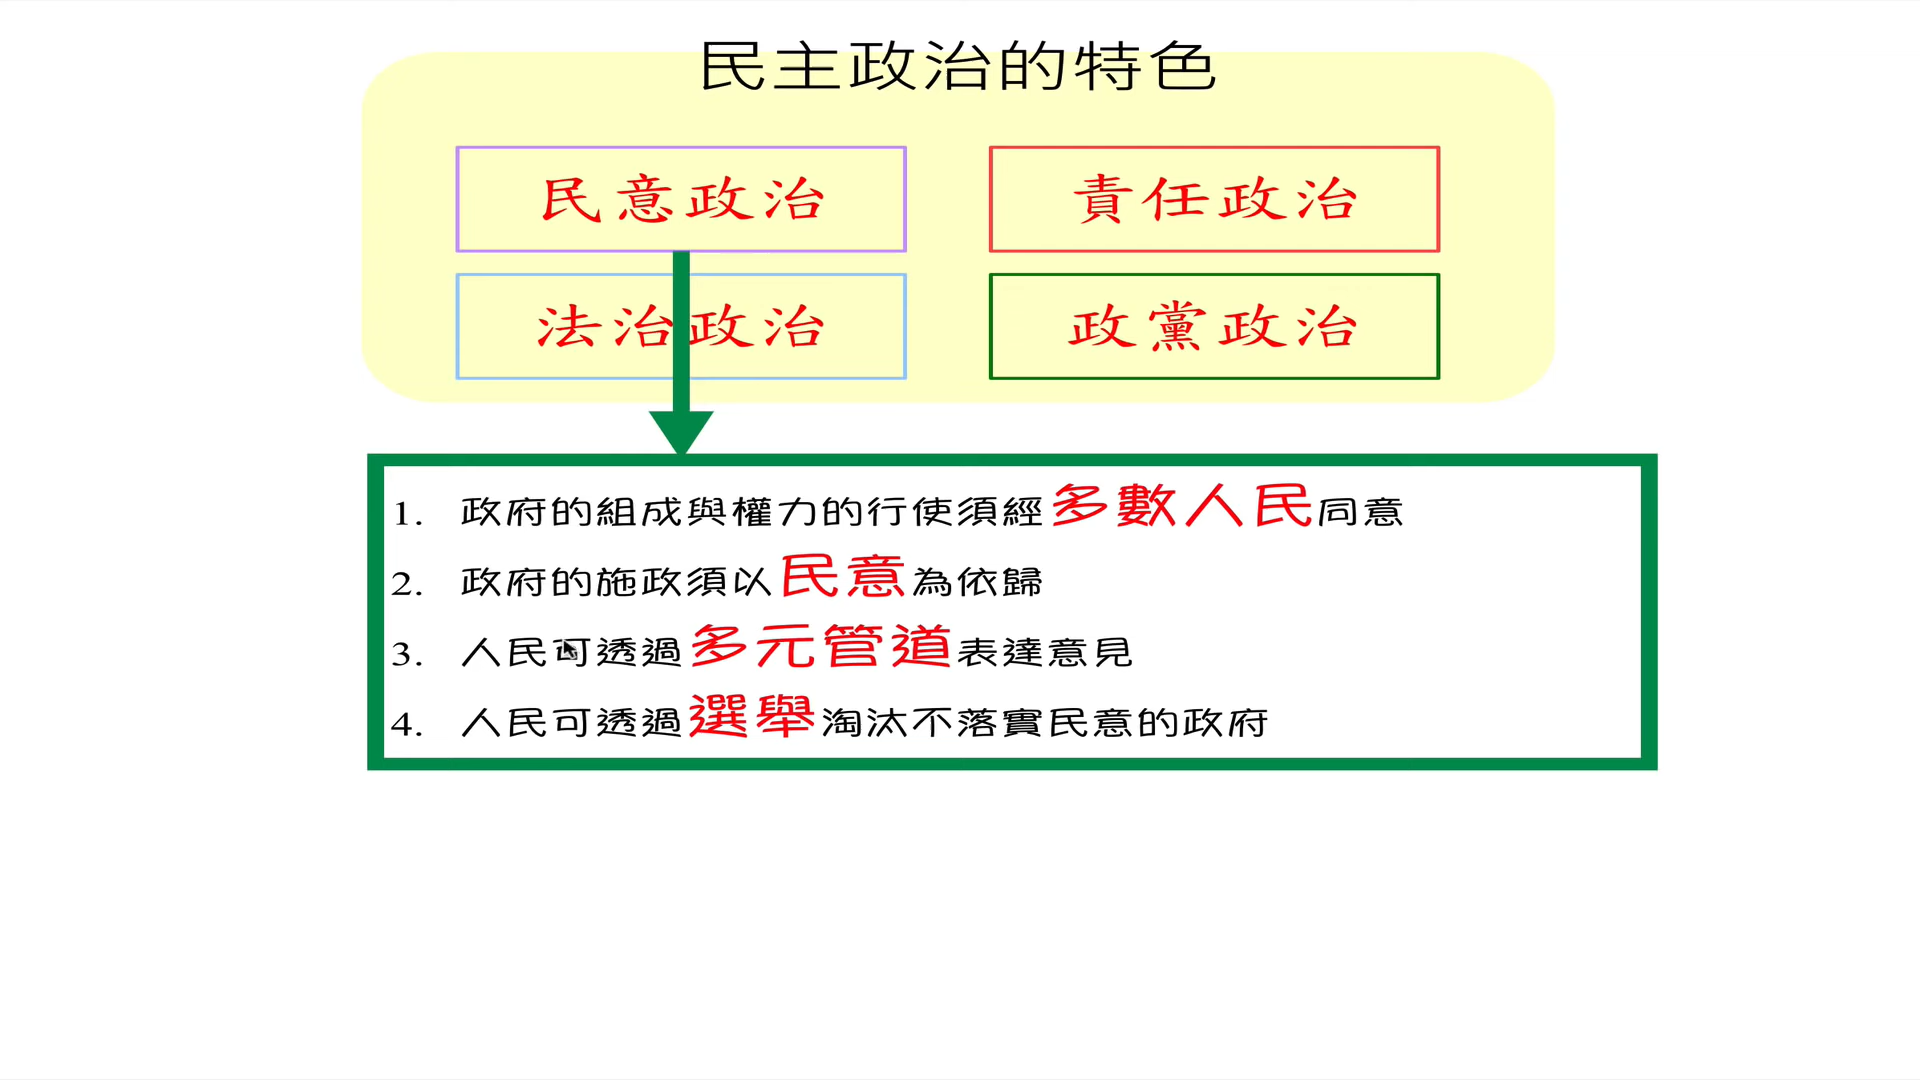 民主政治的特色
民意政治
責任政治
法治政治
政黨政治
1. 政府的組成與權力的行使須經多數人民同意
2. 政府的施政須以民意為依歸
3. 人民可透過多元管道表達意見
4. 人民可透過選舉淘汰不落實民意的政府